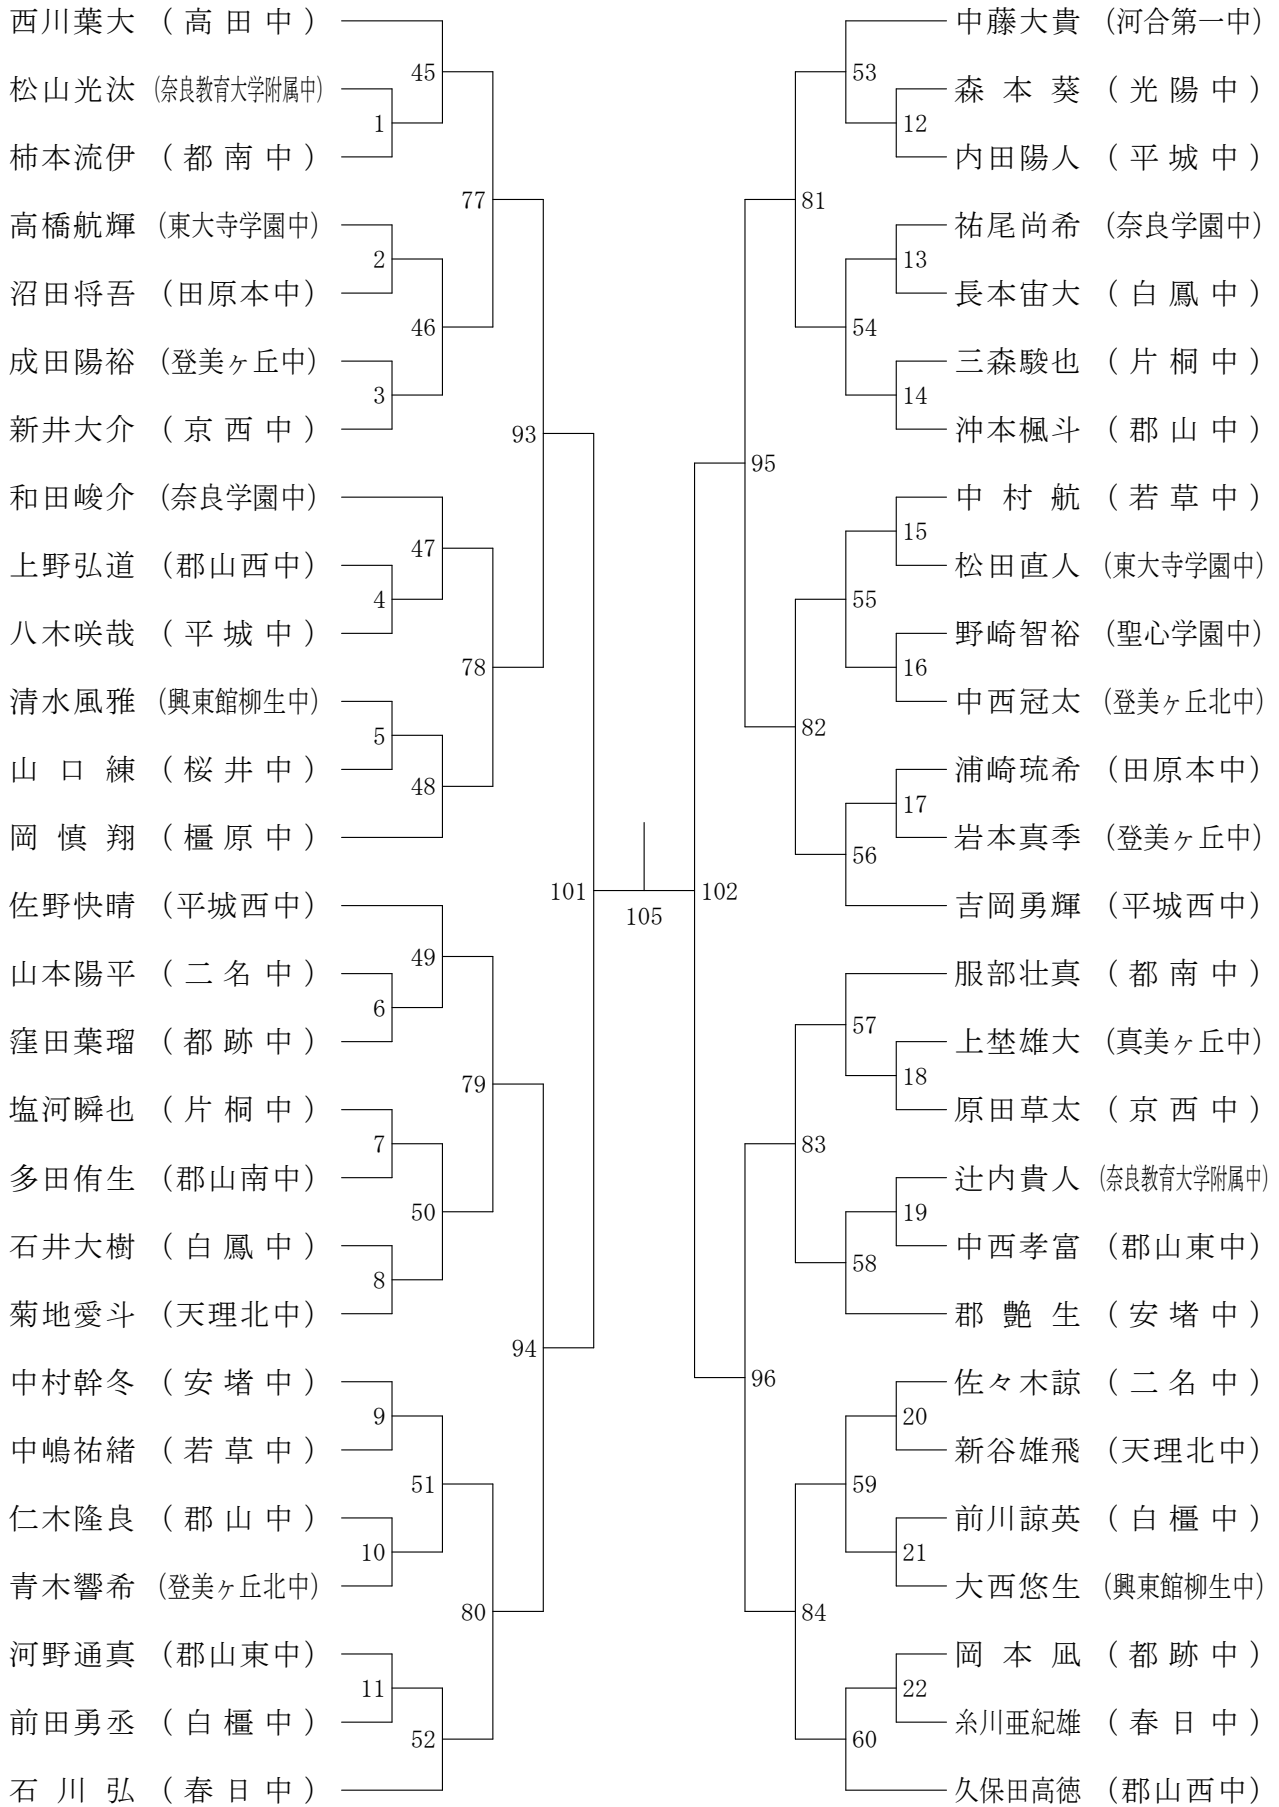 西川葉大 (高田中)
松山光汰 (奈良教育大学附属中)
柿本流伊 (都南中)
高橋航輝 (東大寺学園中)
沼田将吾 (田原本中)
成田陽裕 (登美ヶ丘中)
新井大介 (京西中)
和田峻介 (奈良学園中)
上野弘道 (郡山西中)
八木咲哉 (平城中)
清水風雅 (興東館柳生中)
山口練 (桜井中)
岡慎翔 (橿原中)
佐野快晴 (平城西中)
山本陽平 (二名中)
窪田葉瑠 (都跡中)
塩河瞬也 (片桐中)
多田侑生 (郡山南中)
石井大樹 (白鳳中)
菊地愛斗 (天理北中)
中村幹冬 (安堵中)
中嶋祐緒 (若草中)
仁木隆良 (郡山中)
青木響希 (登美ヶ丘北中)
河野通真 (郡山東中)
前田勇丞 (白橿中)
石川弘 (春日中)
1
2
3
4
5
6
7
8
9
10
11
45
46
47
48
49
50
51
52
77
78
79
80
93
94
101
105
102
95
96
81
82
83
84
53
54
55
56
57
58
59
60
12
13
14
15
16
17
18
19
20
21
22
中藤大貴 (河合第一中)
森本葵 (光陽中)
内田陽人 (平城中)
祐尾尚希 (奈良学園中)
長本宙大 (白鳳中)
三森駿也 (片桐中)
沖本楓斗 (郡山中)
中村航 (若草中)
松田直人 (東大寺学園中)
野崎智裕 (聖心学園中)
中西冠太 (登美ヶ丘北中)
浦崎琉希 (田原本中)
岩本真季 (登美ヶ丘中)
吉岡勇輝 (平城西中)
服部壮真 (都南中)
上埜雄大 (真美ヶ丘中)
原田草太 (京西中)
辻内貴人 (奈良教育大学附属中)
中西孝富 (郡山東中)
郡艶生 (安堵中)
佐々木諒 (二名中)
新谷雄飛 (天理北中)
前川諒英 (白橿中)
大西悠生 (興東館柳生中)
岡本凪 (都跡中)
糸川亜紀雄 (春日中)
久保田高徳 (郡山西中)